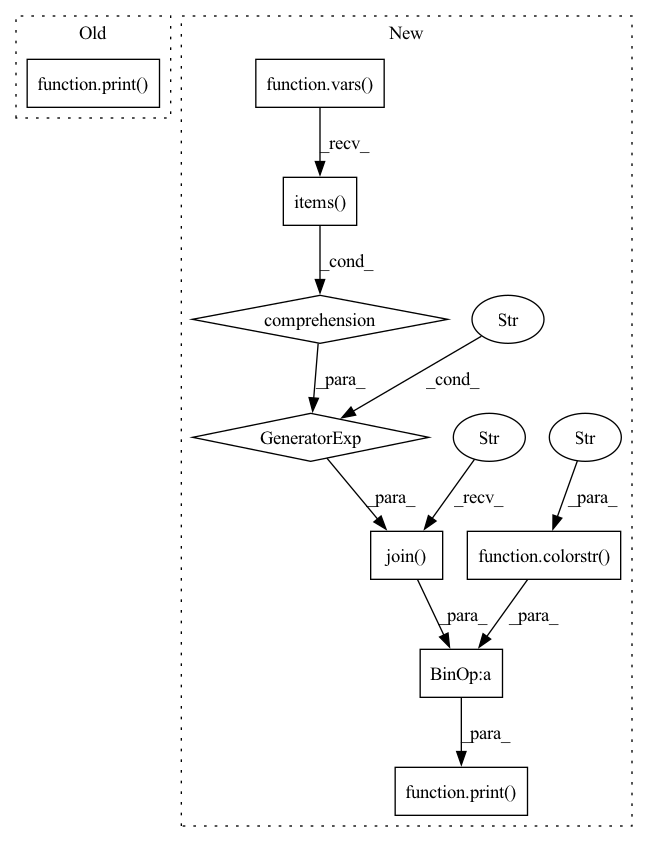 Old
New
function.print()
function.vars()
_recv_
items()
_cond_
comprehension
Str
_para_
_cond_
GeneratorExp
Str
Str
_para_
_recv_
_para_
join()
function.colorstr()
_para_
_para_
BinOp:a
_para_
function.print()